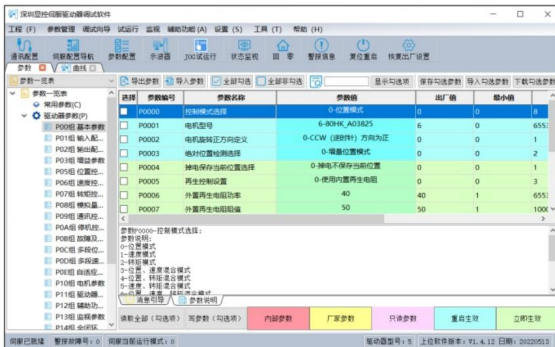 深圳显控伺服驱动器调试软件
工程 (F) 参数管理 调试向导 试运行 监视 辅助功能 (A) 设置 (S) 工具 (T) 帮助 (H)
通讯配置 伺服配置导航 参数配置 示波器 JOG试运行 状态监视 回 零 警报信息 复位重启 恢复出厂设置
参数 曲线
参数一览表
导出参数 导入参数 全部勾选 全部非勾选 显示勾选项 保存勾选参数 导入勾选参数 下载勾选参数
参数一览表
常用参数(C)
驱动器参数(P)
P00组 基本参数
P01组 输入配...
P02组 输出配...
P03组 增益参数
P05组 位置控...
P06组 速度控...
P07组 转矩控...
P08组 模拟量...
P09组 通讯控...
P0A组 停机控...
P0B组 故障及...
P0C组 多段位...
P0D组 多段速...
P0E组 自适应...
P10组 电机参数
P11组 驱动器...
P12组 辅助功...
P13组 监视参数
P14组 全闭环
选择 参数编号 参数名称 参数值 出厂值 最小值
P0000 控制模式选择 0-位置模式 0 0 8
P0001 电机型号 6-80HK_A03825 6 0 6553
P0002 电机旋转正方向定义 0-CCW (逆时针) 方向为正 0 0 1
P0003 绝对位置检测选择 0-增量位置模式 0 0 2
P0004 掉电保存当前位置选择 0-掉电不保存当前位置 0 0 1
P0005 再生控制设置 0-使用内置再生电阻 0 0 3
P0006 外置再生电阻功率 40 40 1 6553
P0007 外置再生电阻阻值 50 50 1 1000
参数P0000-控制模式选择:
参数说明:
0-位置模式
1-速度模式
2-转矩模式
3-位置、速度混合模式
4-位置、转矩混合模式
5-速度、转矩混合模式
消息引导 参数说明
读取全部 (勾选项) 写参数 (勾选项) 内部参数 厂家参数 只读参数 重启生效 立即生效
伺服已就绪 警报故障号: 0 伺服当前运行模式: 0 驱动器型号: 5 上位软件版本: V1.4.12 日期: 20220513